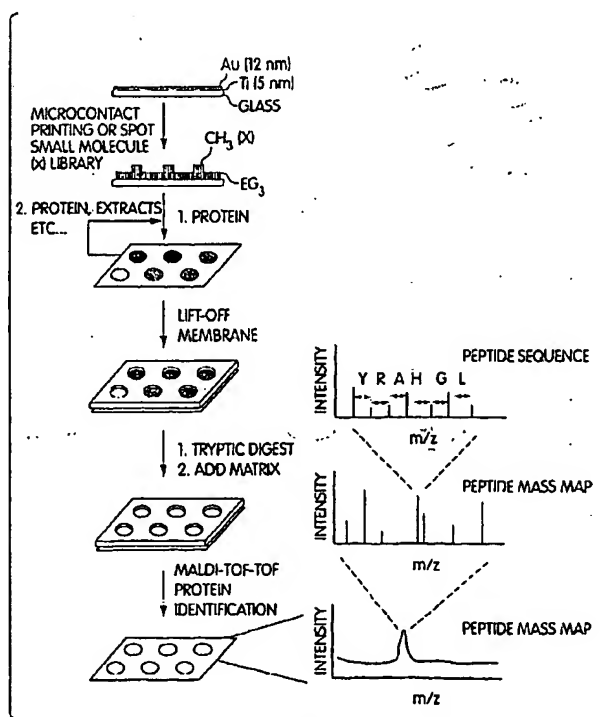 Au (12 nm)
Ti (5 nm)
GLASS
MICROCONTACT
PRINTING OR SPOT
SMALL MOLECULE
(X) LIBRARY
CH₃ (X)
EG₃
2. PROTEIN, EXTRACTS
ETC...
1. PROTEIN
LIFT-OFF
MEMBRANE
INTENSITY
Y R A H G L
PEPTIDE SEQUENCE
m/z
1. TRYPTIC DIGEST
2. ADD MATRIX
INTENSITY
PEPTIDE MASS MAP
m/z
MALDI-TOF-TOF
PROTEIN
IDENTIFICATION
INTENSITY
PEPTIDE MASS MAP
m/z